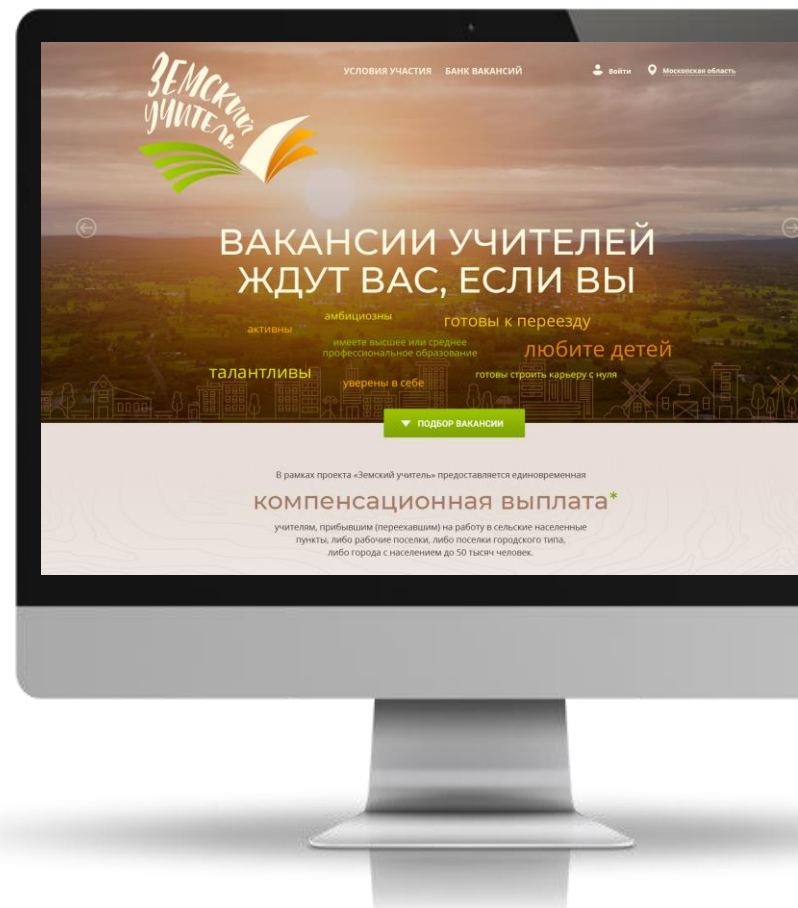 ЗЕМСКИЙ
УЧИТЕЛЬ
УСЛОВИЯ УЧАСТИЯ БАНК ВАКАНСИЙ
Войти
Московская область
ВАКАНСИИ УЧИТЕЛЕЙ
ЖДУТ ВАС, ЕСЛИ ВЫ
амбициозны
готовы к переезду
активны
имеете высшее или среднее
профессиональное образование
любите детей
талантливы
готовы строить карьеру с нуля
уверены в себе
ПОДБОР ВАКАНСИИ
В рамках проекта «Земский учитель» предоставляется единовременная
компенсационная выплата*
учителям, прибывшим (переехавшим) на работу в сельские населенные
пункты, либо рабочие поселки, либо поселки городского типа,
либо города с населением до 50 тысяч человек.